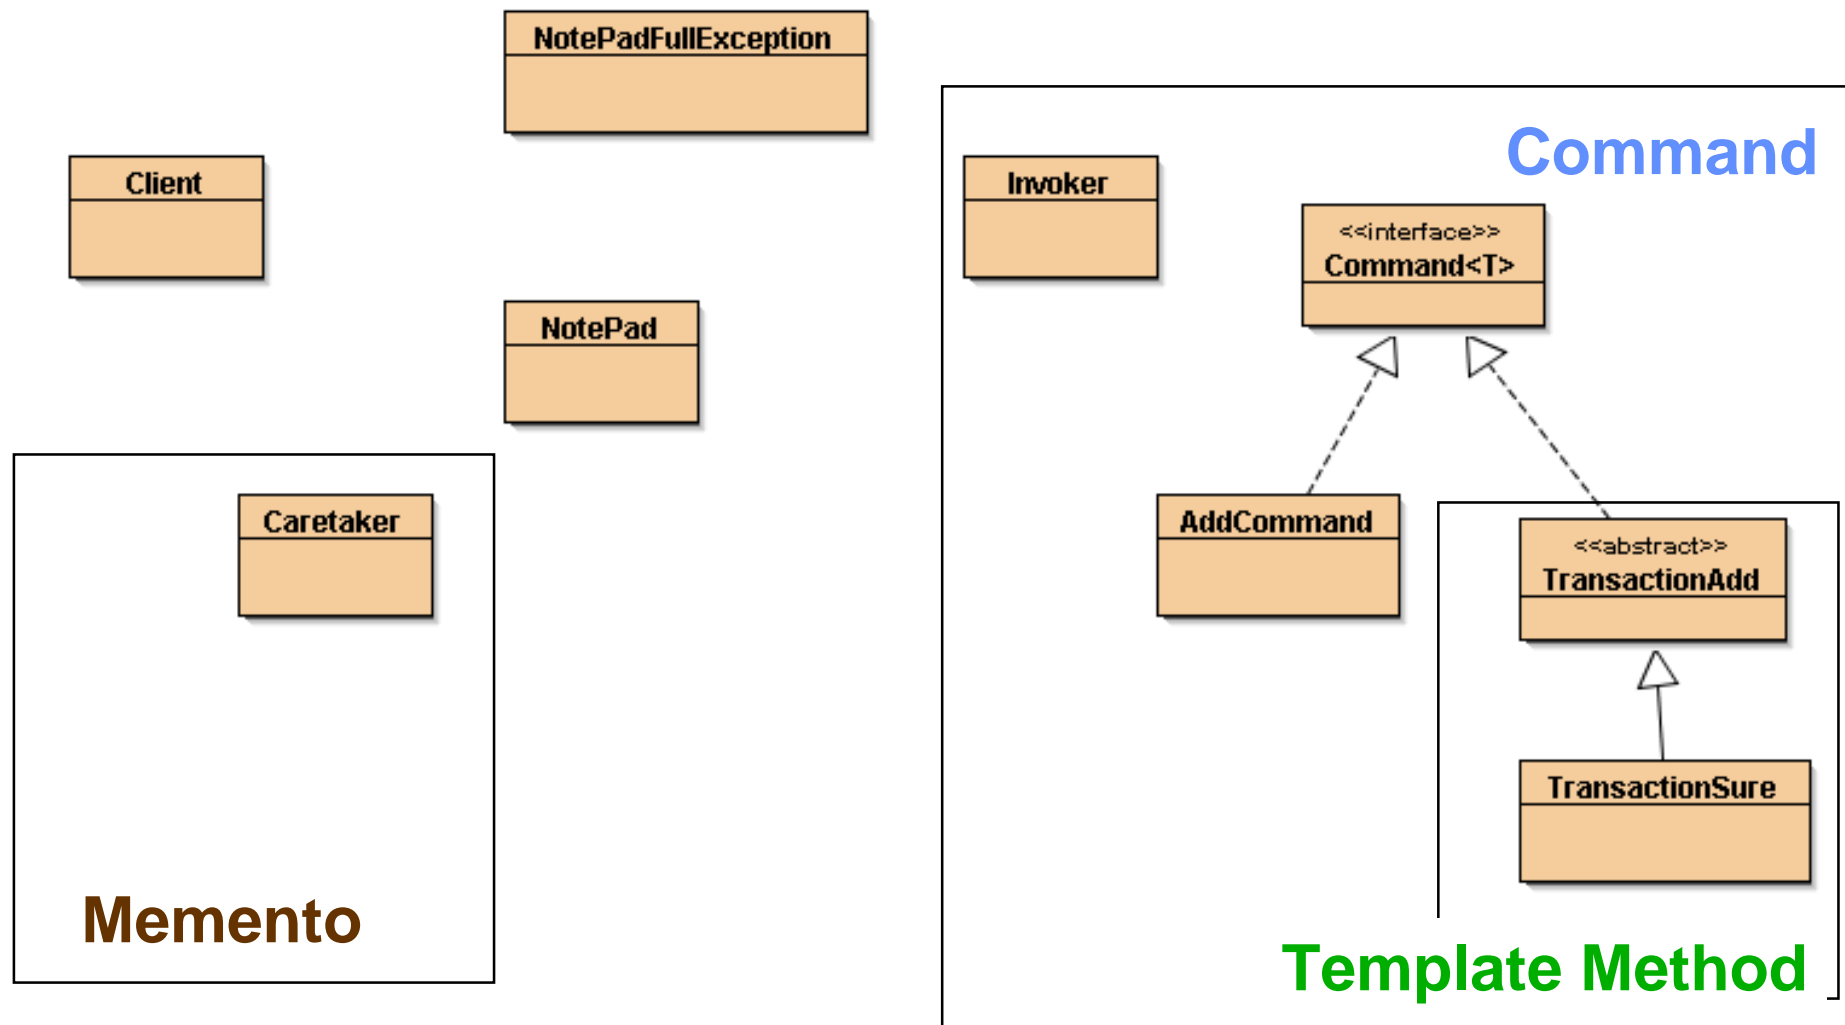 NotePadFullException
Command
Client
Invoker
<<interface>>
Command<T>
NotePad
Caretaker
AddCommand
<<abstract>>
TransactionAdd
TransactionSure
Memento
Template Method